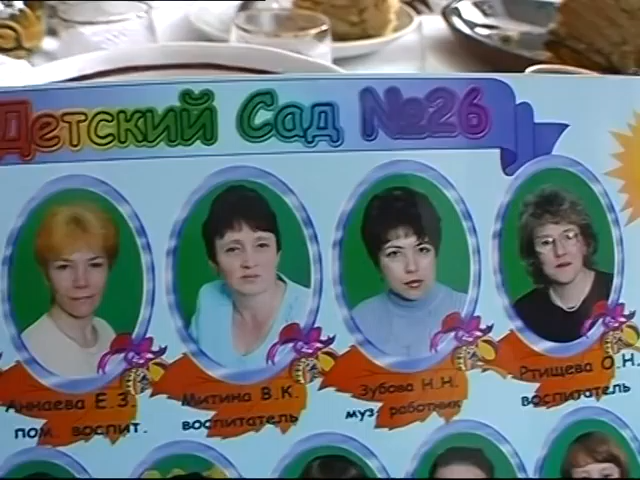 Детский Сад №26
Аннаева Е.З.
пом. воспит.
Митина В.К.
воспитатель
Зубова Н.Н.
муз. работник
Ртищева О.Н.
воспитатель